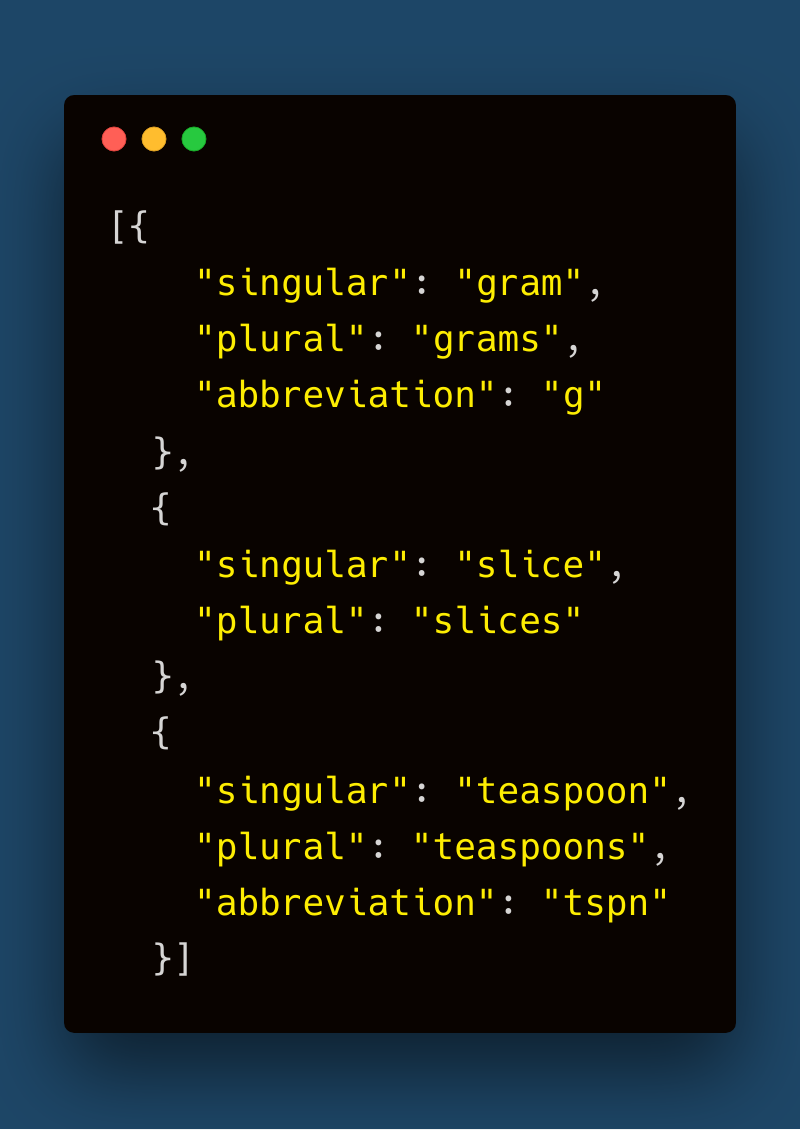 [{
    "singular": "gram",
    "plural": "grams",
    "abbreviation": "g"
  },
  {
    "singular": "slice",
    "plural": "slices"
  },
  {
    "singular": "teaspoon",
    "plural": "teaspoons",
    "abbreviation": "tspn"
  }]